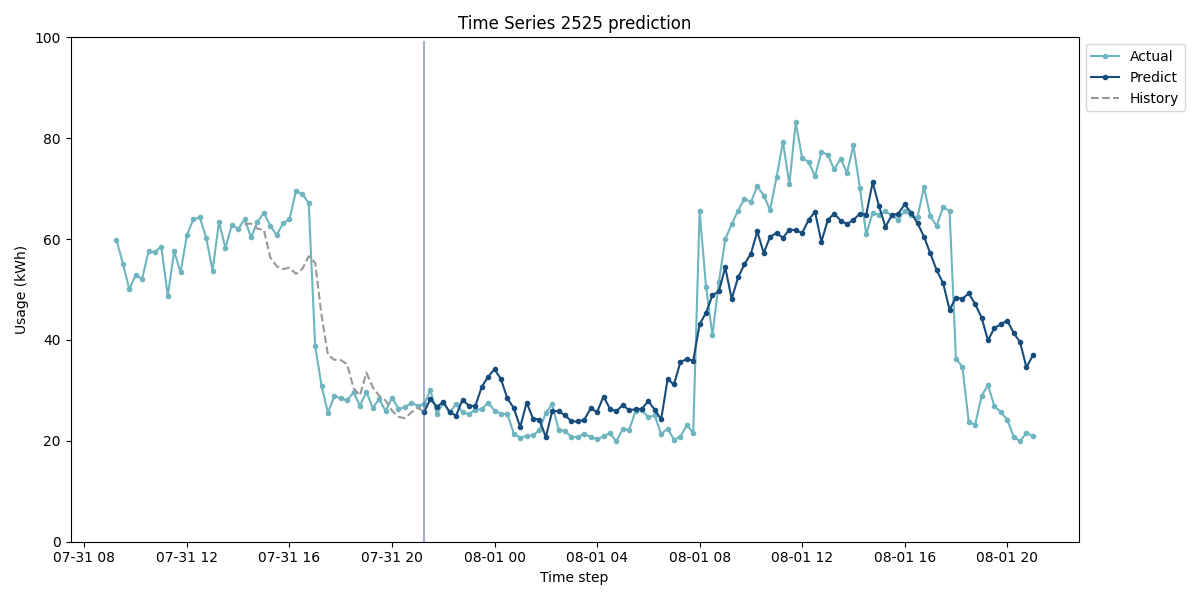 Time Series 2525 prediction
100
80
60
40
20
0
Usage (kWh)
07-31 08
07-31 12
07-31 16
07-31 20
08-01 00
08-01 04
08-01 08
08-01 12
08-01 16
08-01 20
Time step
Actual
Predict
History